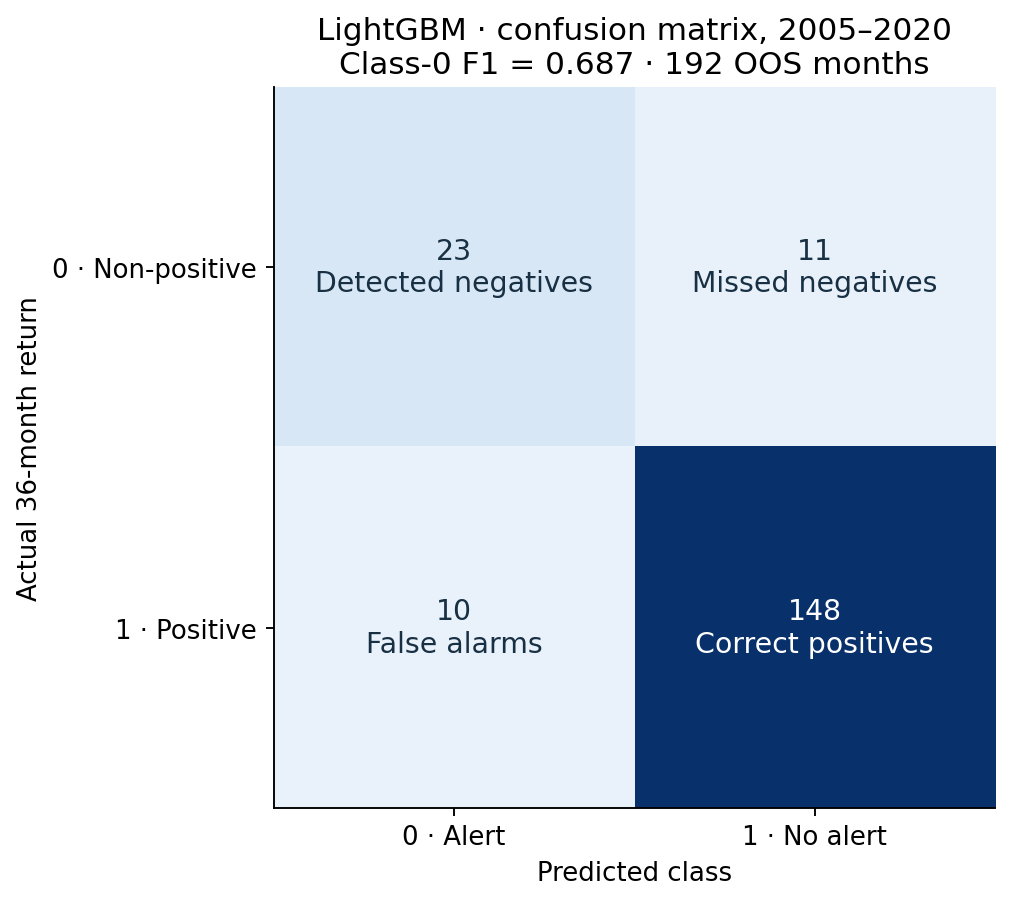 LightGBM · confusion matrix, 2005–2020
Class-0 F1 = 0.687 · 192 OOS months
Actual 36-month return
0 · Non-positive
23
Detected negatives
11
Missed negatives
1 · Positive
10
False alarms
148
Correct positives
0 · Alert
1 · No alert
Predicted class